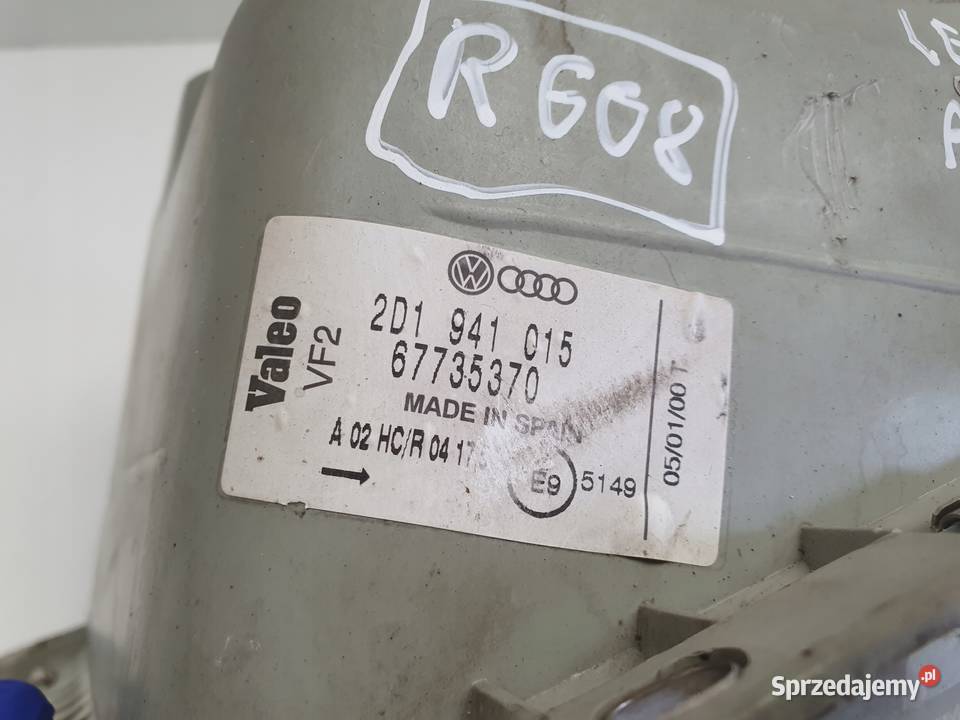 R608
Valeo
VF2
2D1 941 015
67735370
MADE IN SPAIN
A 02 HC/R 04 17
E9
5149
05/01/00 T
Sprzedajemy.pl